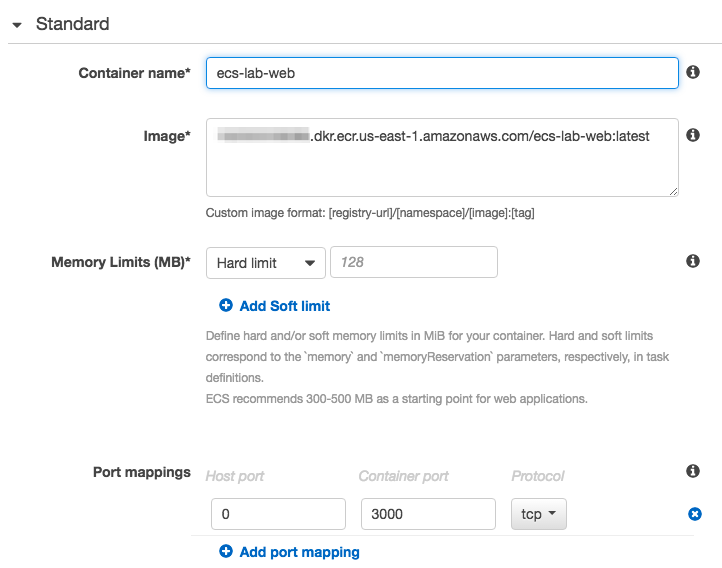 Standard
Container name*
ecs-lab-web
Image*
.dkr.ecr.us-east-1.amazonaws.com/ecs-lab-web:latest
Custom image format: [registry-url]/[namespace]/[image]:[tag]
Memory Limits (MB)*
Hard limit
128
Add Soft limit
Define hard and/or soft memory limits in MiB for your container. Hard and soft limits
correspond to the `memory` and `memoryReservation` parameters, respectively, in task
definitions.
ECS recommends 300-500 MB as a starting point for web applications.
Port mappings
Host port Container port Protocol
0 3000 tcp
Add port mapping